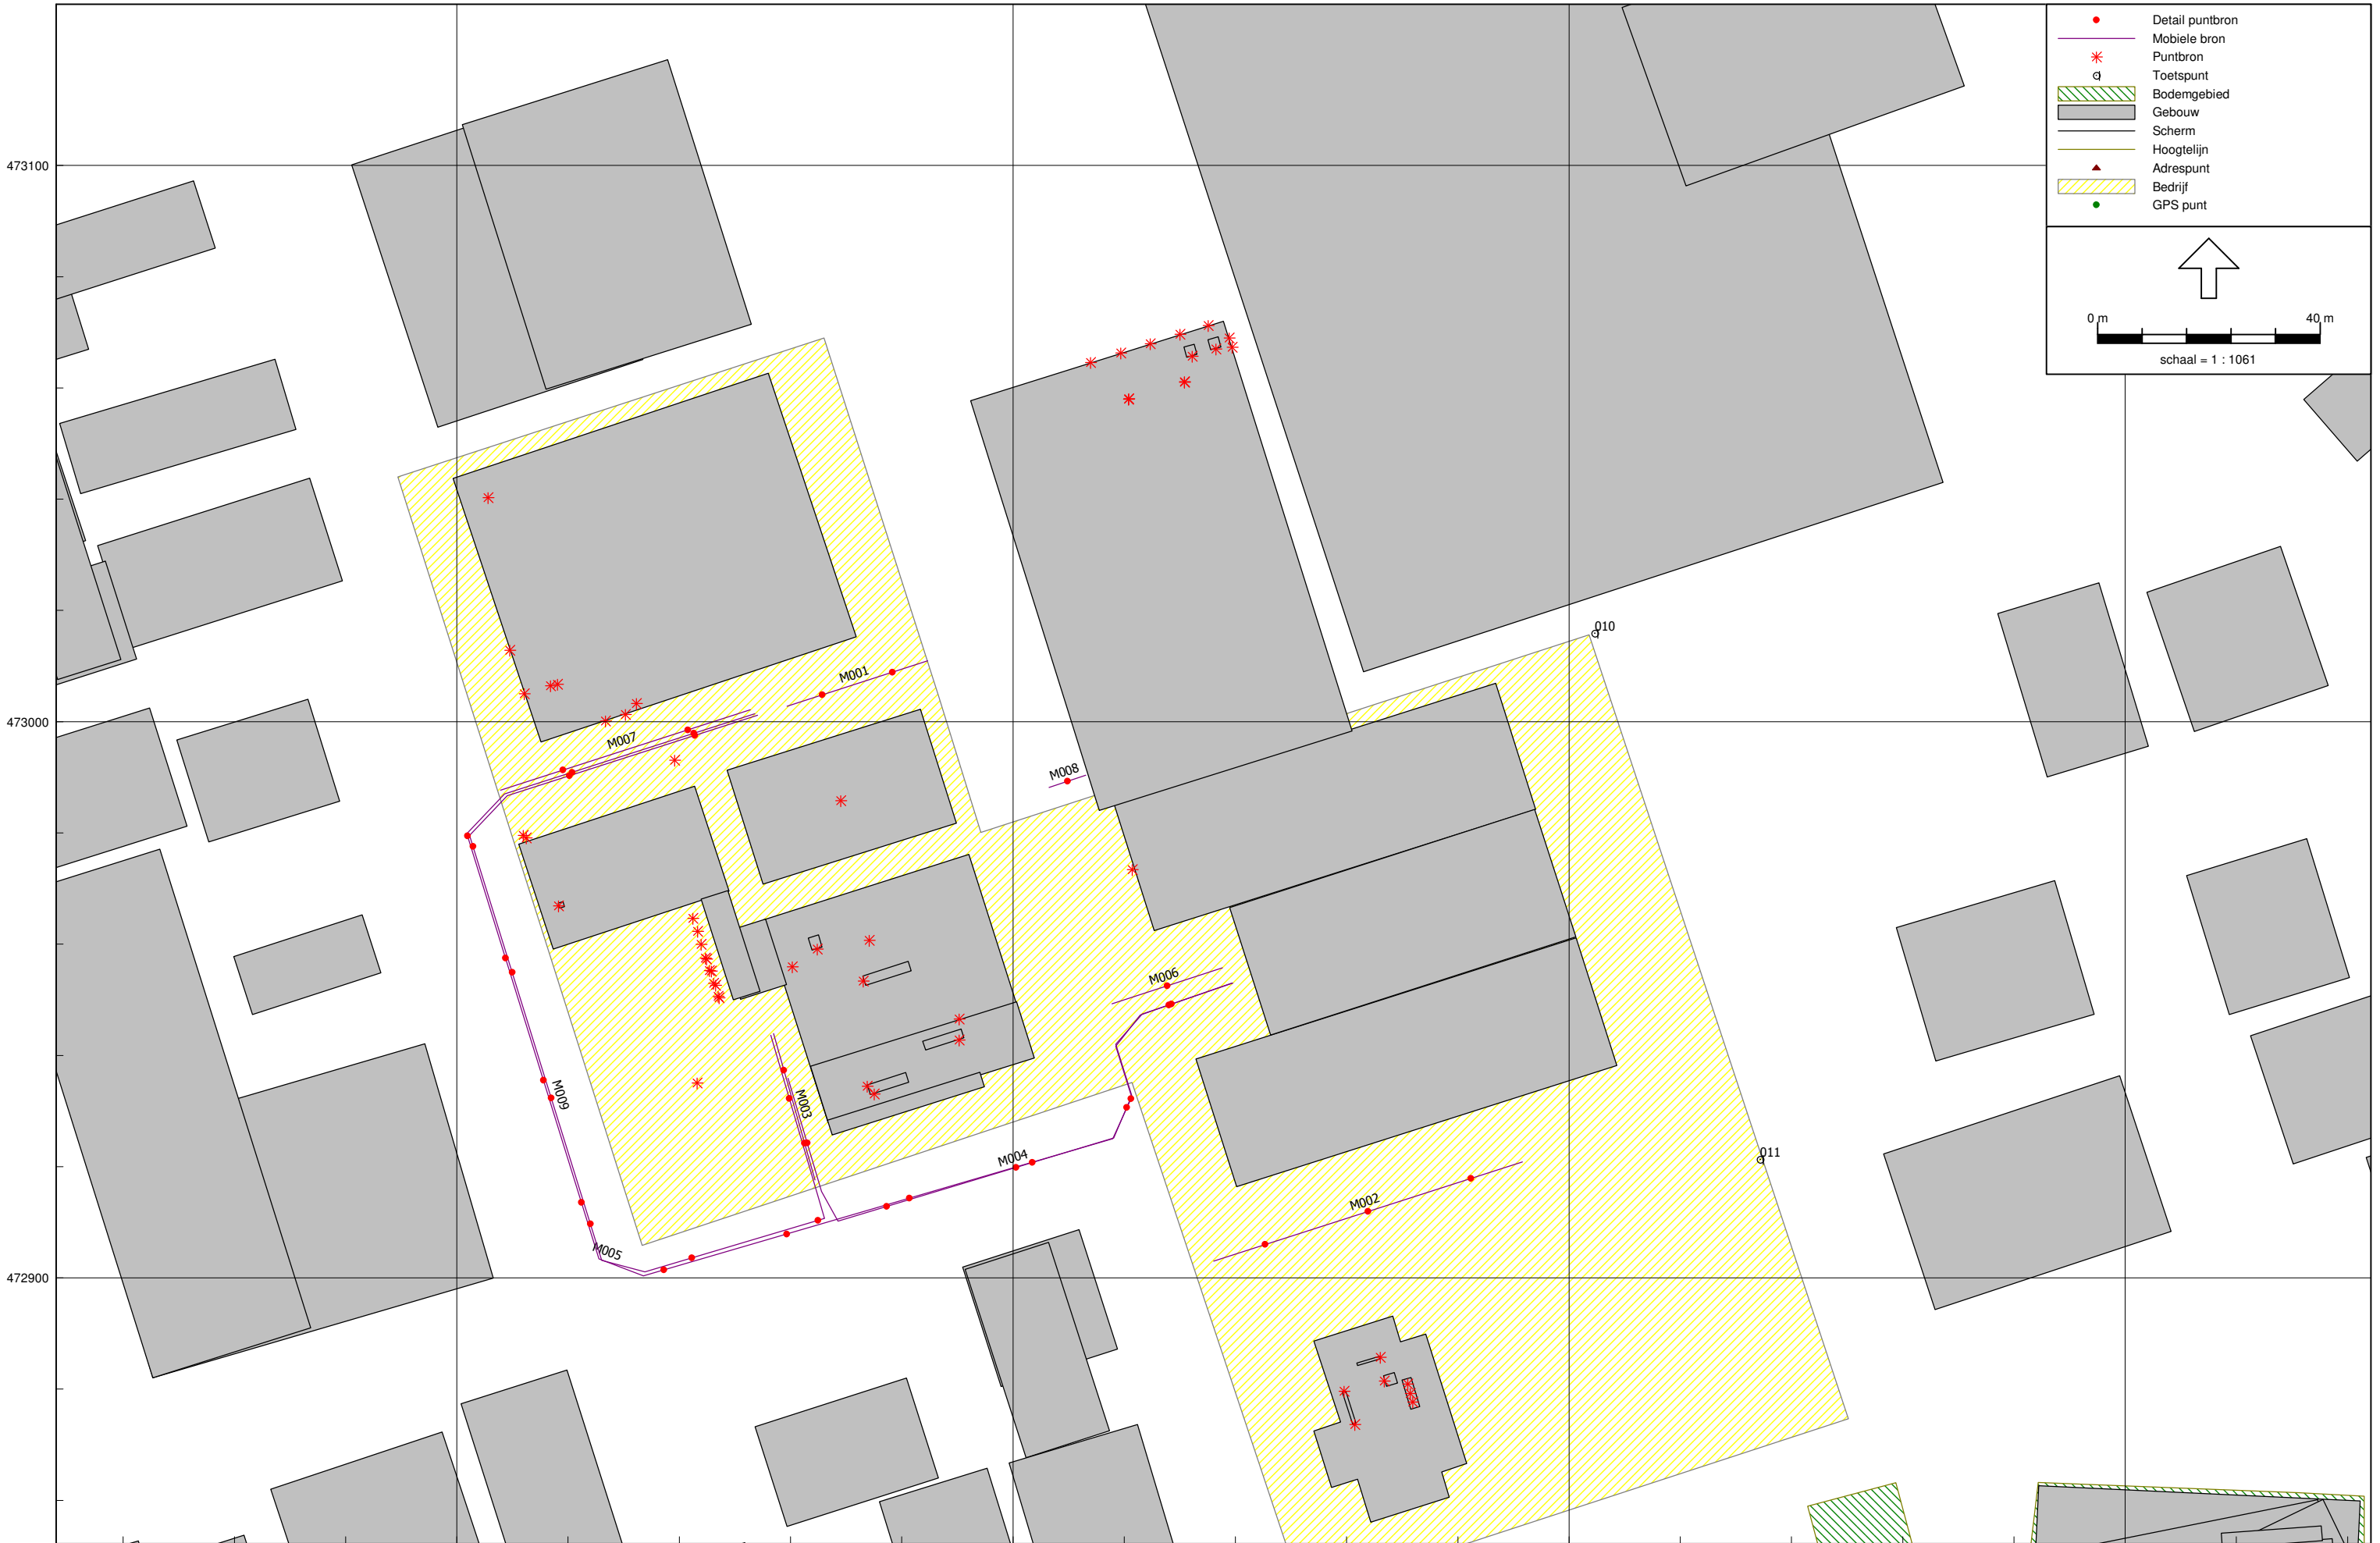 Detail puntbron
Mobiele bron
Puntbron
Toetspunt
Bodemgebied
Gebouw
Scherm
Hoogtelijn
Adrespunt
Bedrijf
GPS punt
0 m
40 m
schaal = 1 : 1061
473100
473000
472900
010
M001
M007
M008
M006
M009
M003
M004
011
M002
M005